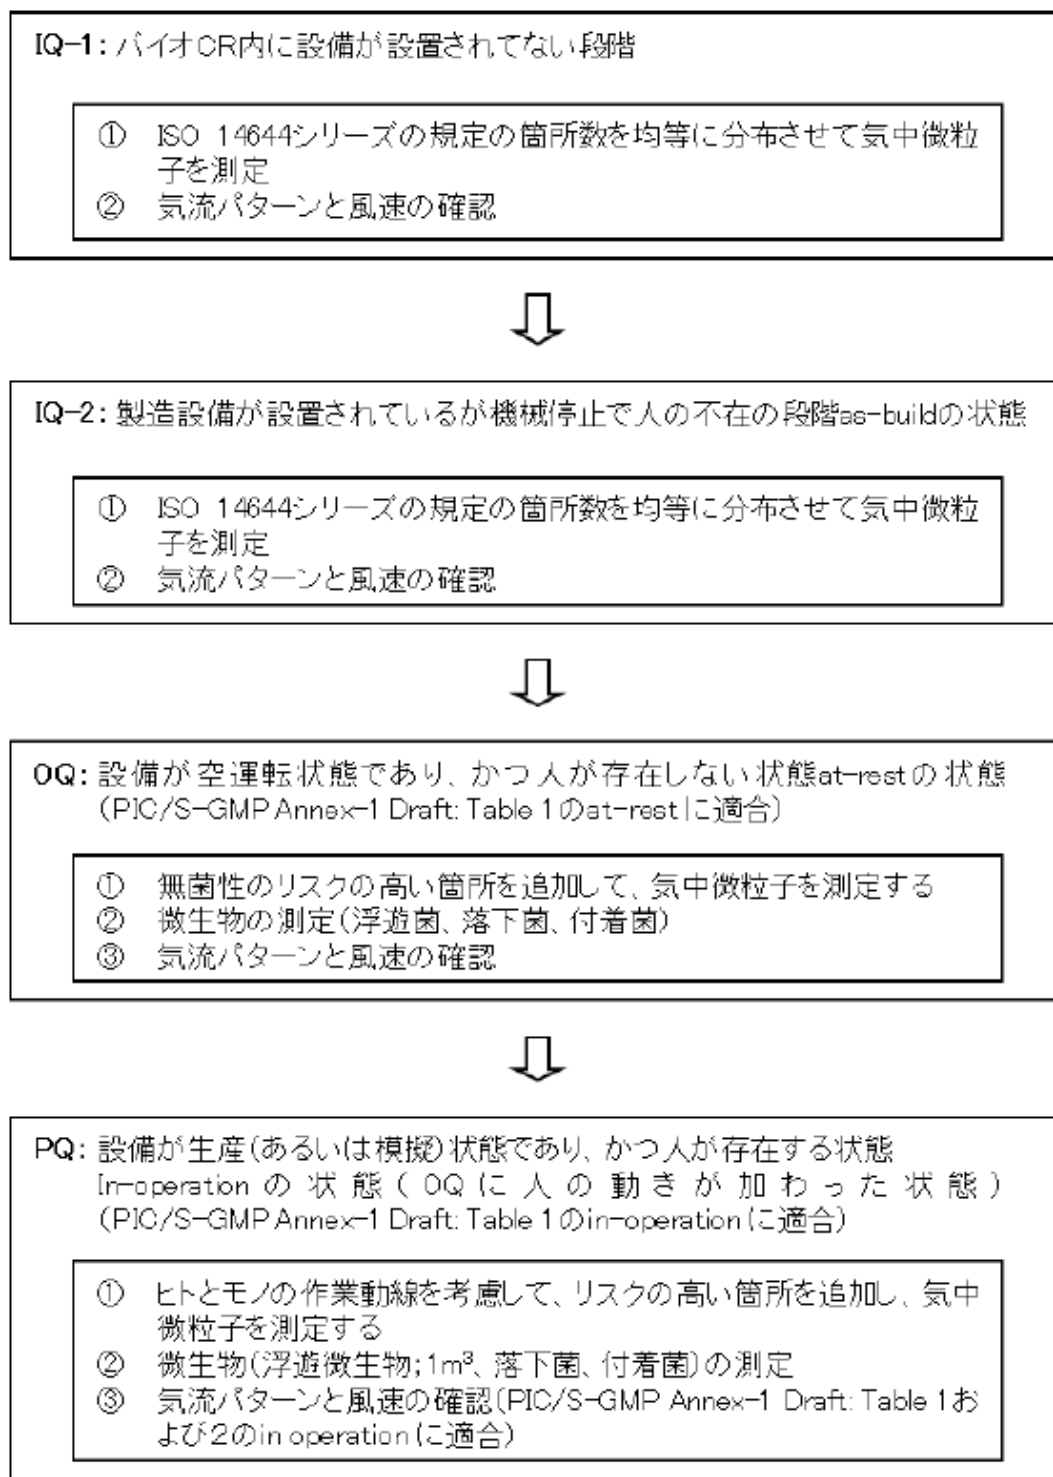 IQ-1: バイオCR内に設備が設置されてない段階
① ISO 14644シリーズの規定の箇所数を均等に分布させて気中微粒
子を測定
② 気流パターンと風速の確認
IQ-2: 製造設備が設置されているが機械停止で人の不在の段階as-buildの状態
① ISO 14644シリーズの規定の箇所数を均等に分布させて気中微粒
子を測定
② 気流パターンと風速の確認
OQ: 設備が空運転状態であり、かつ人が存在しない状態at-restの状態
(PIC/S-GMP Annex-1 Draft: Table 1のat-restに適合)
① 無菌性のリスクの高い箇所を追加して、気中微粒子を測定する
② 微生物の測定(浮遊菌、落下菌、付着菌)
③ 気流パターンと風速の確認
PQ: 設備が生産(あるいは模擬)状態であり、かつ人が存在する状態
In-operation の状態(OQに人の動きが加わった状態)
(PIC/S-GMP Annex-1 Draft: Table 1のin-operationに適合)
① ヒトとモノの作業動線を考慮して、リスクの高い箇所を追加し、気中
微粒子を測定する
② 微生物(浮遊微生物;1m³、落下菌、付着菌)の測定
③ 気流パターンと風速の確認(PIC/S-GMP Annex-1 Draft: Table 1お
よび2のin operationに適合)